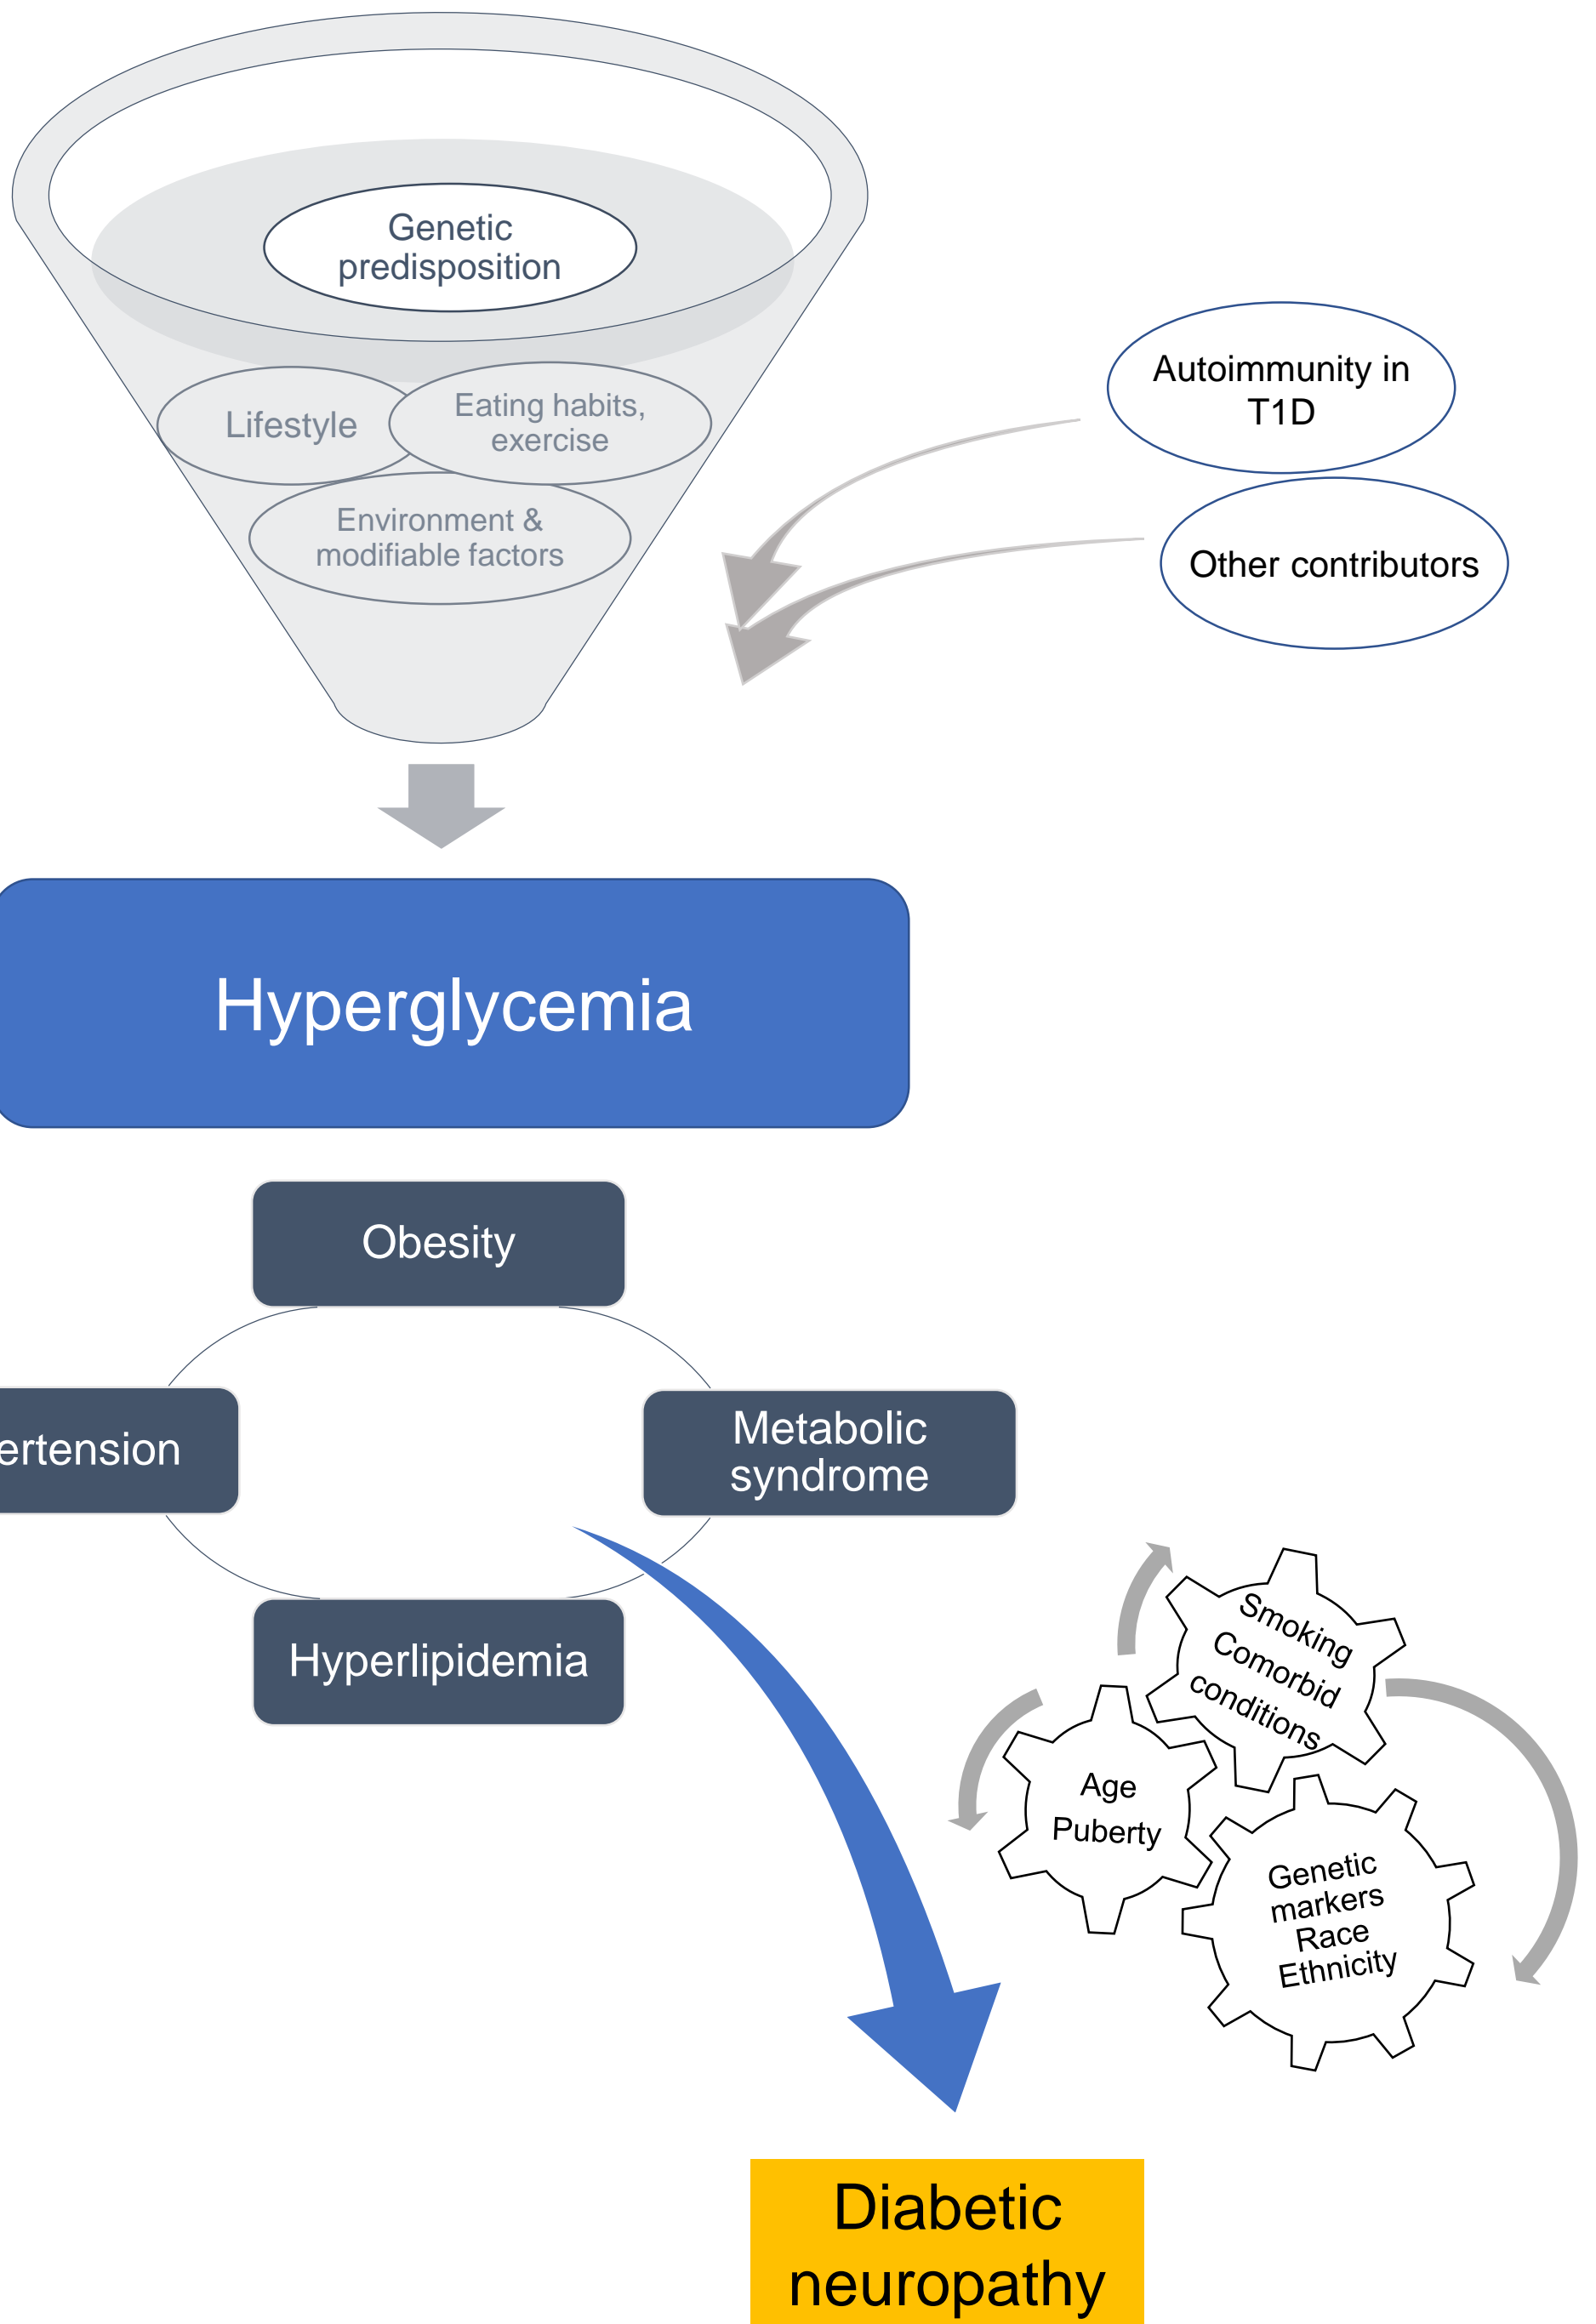 Genetic
predisposition
Autoimmunity in
T1D
Lifestyle
Eating habits,
exercise
Environment &
modifiable factors
Other contributors
Hyperglycemia
Obesity
ertension
Metabolic
syndrome
Hyperlipidemia
Smoking
Comorbid
conditions
Age
Puberty
Genetic
markers
Race
Ethnicity
Diabetic
neuropathy